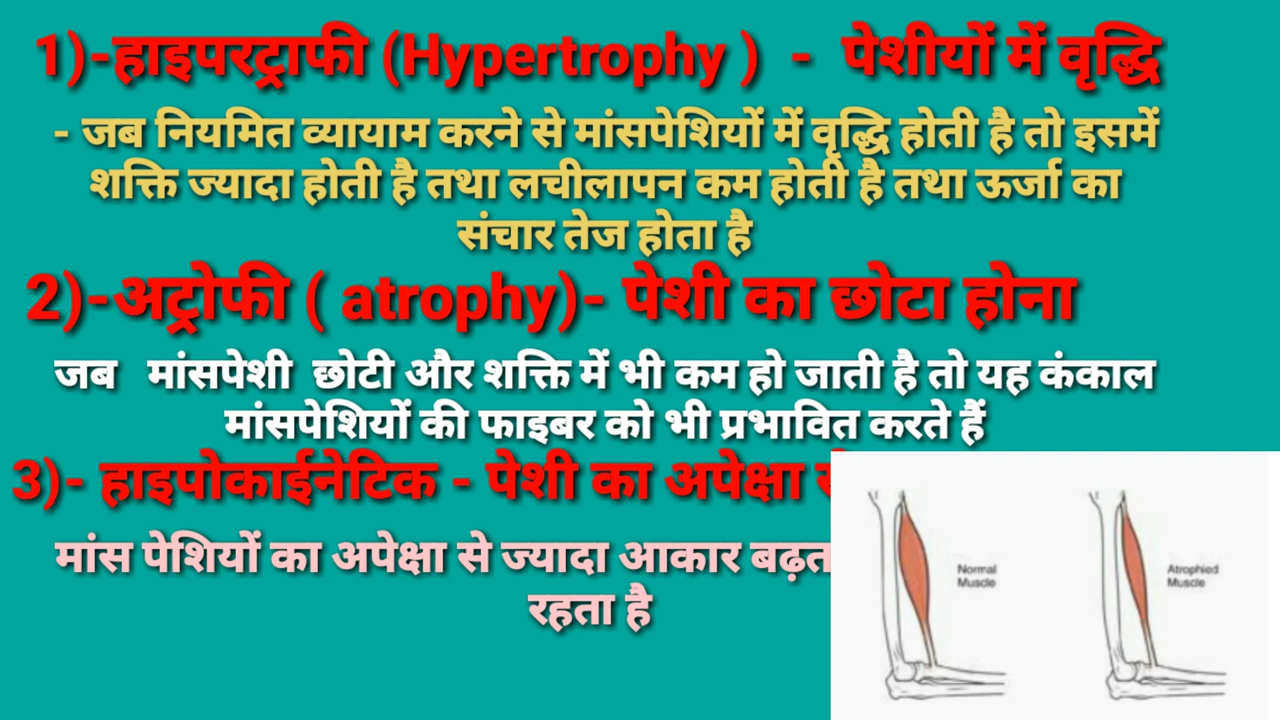 1)-हाइपरट्राफी (Hypertrophy ) - पेशीयों में वृद्धि
- जब नियमित व्यायाम करने से मांसपेशियों में वृद्धि होती है तो इसमें
शक्ति ज्यादा होती है तथा लचीलापन कम होती है तथा ऊर्जा का
संचार तेज होता है
2)-अट्रोफी ( atrophy)- पेशी का छोटा होना
जब मांसपेशी छोटी और शक्ति में भी कम हो जाती है तो यह कंकाल
मांसपेशियों की फाइबर को भी प्रभावित करते हैं
3)- हाइपोकाईनेटिक - पेशी का अपेक्षा
मांस पेशियों का अपेक्षा से ज्यादा आकार
रहता है
Normal
Muscle
Atrophied
Muscle